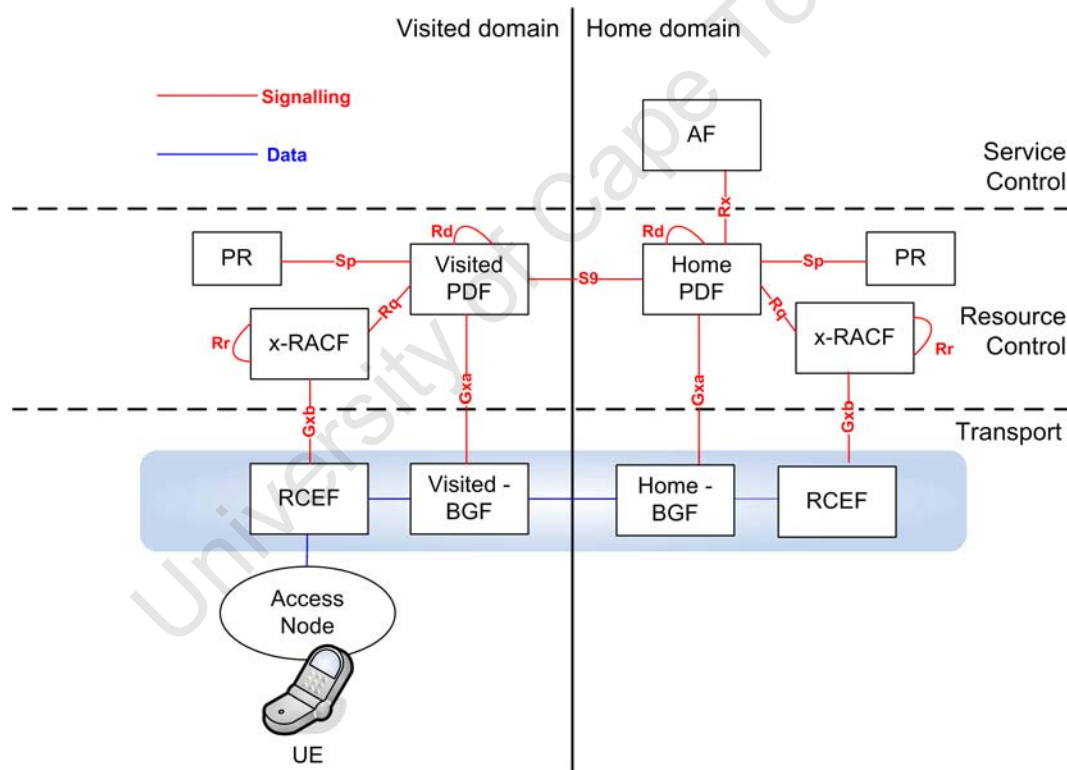 Visited domain
Home domain
Signalling
Data
AF
Service
Control
Rx
PR
Sp
Rd
Visited
PDF
S9
Rd
Home
PDF
Sp
PR
Rq
Rq
Rr
x-RACF
x-RACF
Rr
Resource
Control
Gxb
Gxa
Gxa
Gxb
Transport
RCEF
Visited -
BGF
Home -
BGF
RCEF
Access
Node
UE
University of Cape To